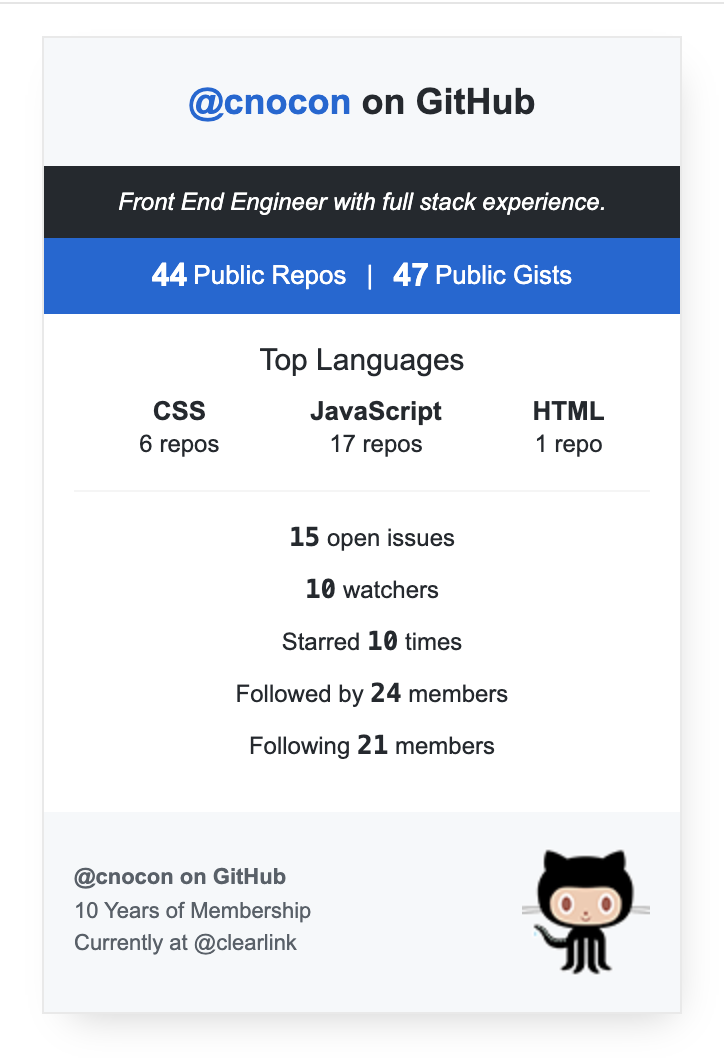 @cnocon on GitHub
Front End Engineer with full stack experience.
44 Public Repos | 47 Public Gists
Top Languages
CSS JavaScript HTML
6 repos 17 repos 1 repo
15 open issues
10 watchers
Starred 10 times
Followed by 24 members
Following 21 members
@cnocon on GitHub
10 Years of Membership
Currently at @clearlink